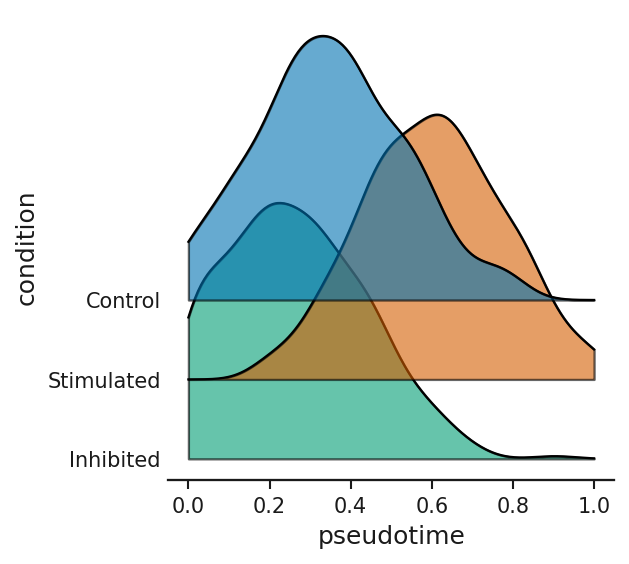 condition
Control
Stimulated
Inhibited
0.0 0.2 0.4 0.6 0.8 1.0
pseudotime